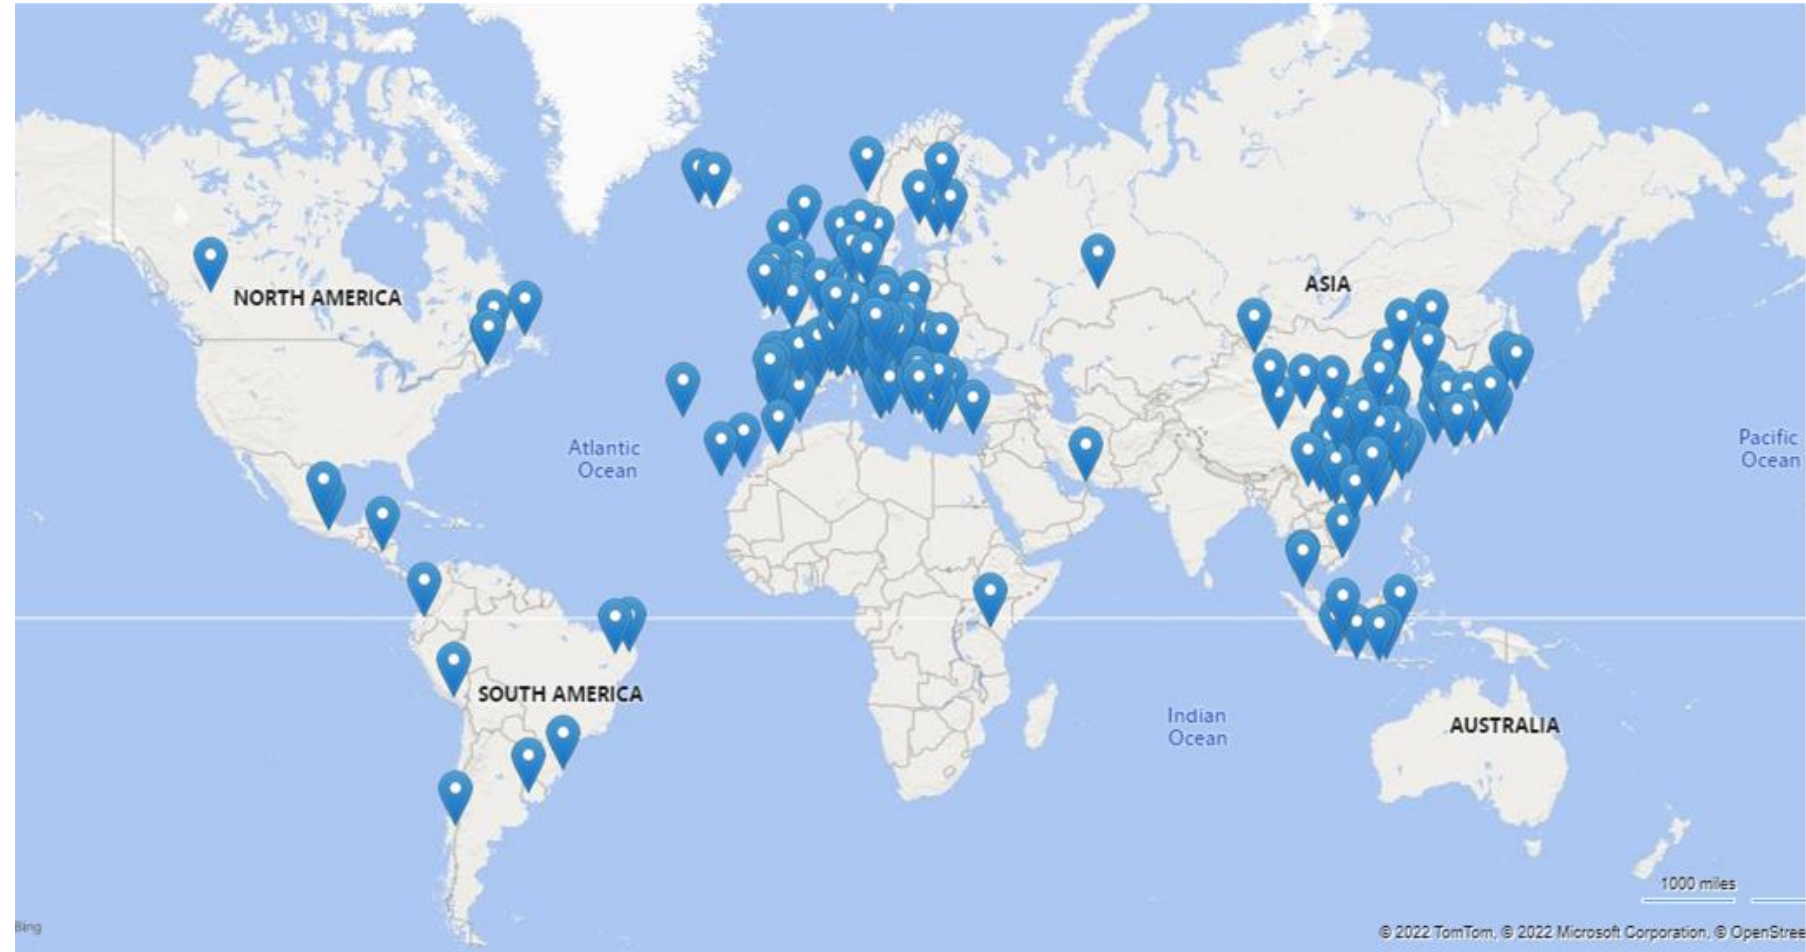 ASIA
NORTH AMERICA
Atlantic
Ocean
Pacific
Ocean
SOUTH AMERICA
Indian
Ocean
AUSTRALIA
1000 miles
Bing
© 2022 TomTom, © 2022 Microsoft Corporation, © OpenStree